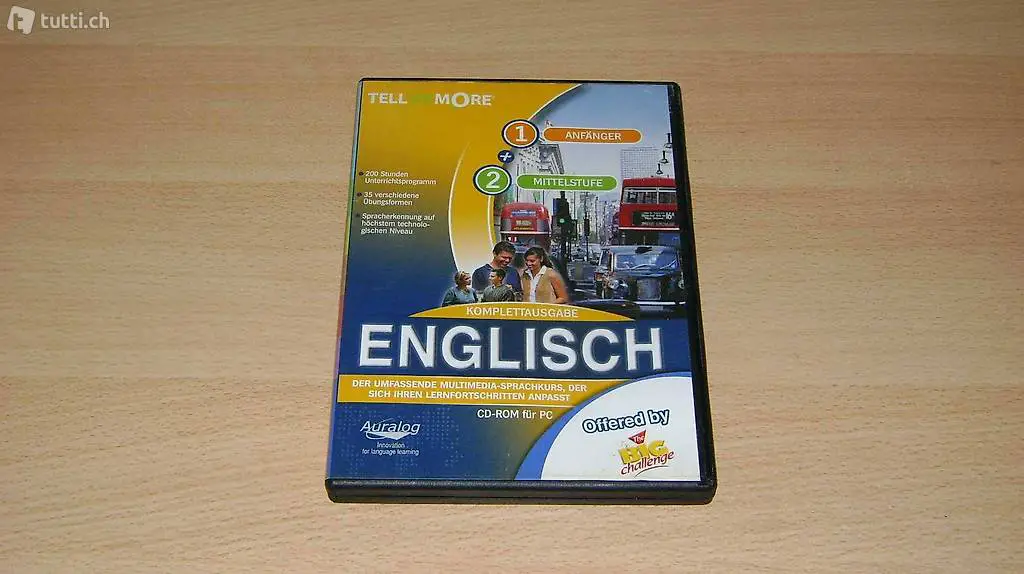 tutti.ch
TELL ME MORE®
1 ANFÄNGER
+
2 MITTELSTUFE
• 200 Stunden
Unterrichtsprogramm
• 35 verschiedene
Übungsformen
• Spracherkennung auf
höchstem technolo-
gischen Niveau
16A
KOMPLETTAUSGABE
ENGLISCH
DER UMFASSENDE MULTIMEDIA-SPRACHKURS, DER
SICH IHREN LERNFORTSCHRITTEN ANPASST
CD-ROM für PC
AURALOG
Innovation
for language learning
Offered by
The
BIG
challenge